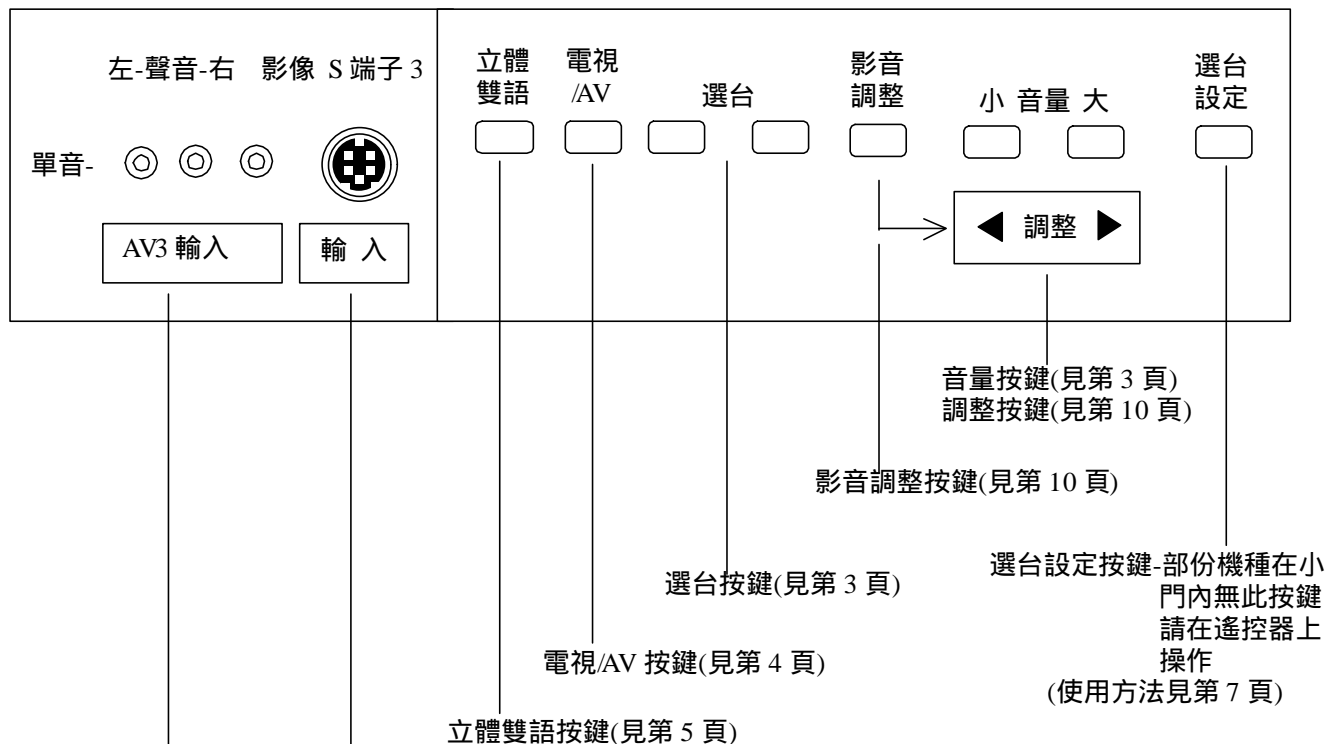 左-聲音-右 影像 S 端子 3
單音-
AV3 輸入
輸 入
立體
雙語
電視
/AV
選台
影音
調整
小 音量 大
選台
設定
◀ 調整 ▶
音量按鍵(見第 3 頁)
調整按鍵(見第 10 頁)
影音調整按鍵(見第 10 頁)
選台設定按鍵-部份機種在小
門內無此按鍵
請在遙控器上
操作
(使用方法見第 7 頁)
選台按鍵(見第 3 頁)
電視/AV 按鍵(見第 4 頁)
立體雙語按鍵(見第 5 頁)